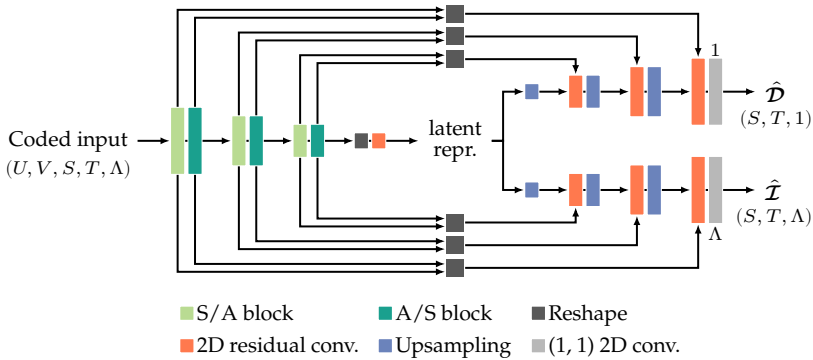 1
𝓓̂
(S, T, 1)
Coded input
(U, V, S, T, Λ)
latent
repr.
𝓘̂
(S, T, Λ)
Λ
S/A block
A/S block
Reshape
2D residual conv.
Upsampling
(1, 1) 2D conv.